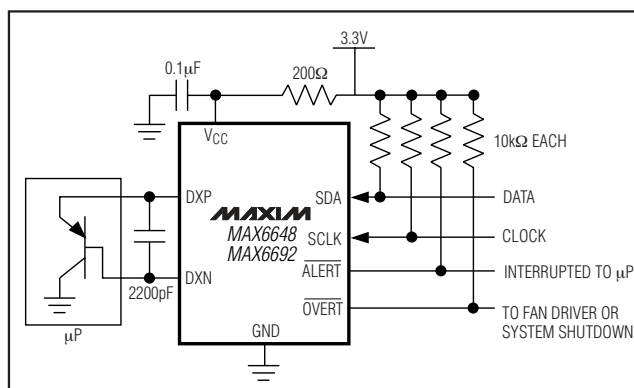 3.3V
0.1µF
200Ω
VCC
10kΩ EACH
DXP
MAXIM
SDA
DATA
MAX6648
MAX6692
SCLK
CLOCK
ALERT
INTERRUPTED TO µP
DXN
2200pF
OVERT
TO FAN DRIVER OR
SYSTEM SHUTDOWN
GND
µP